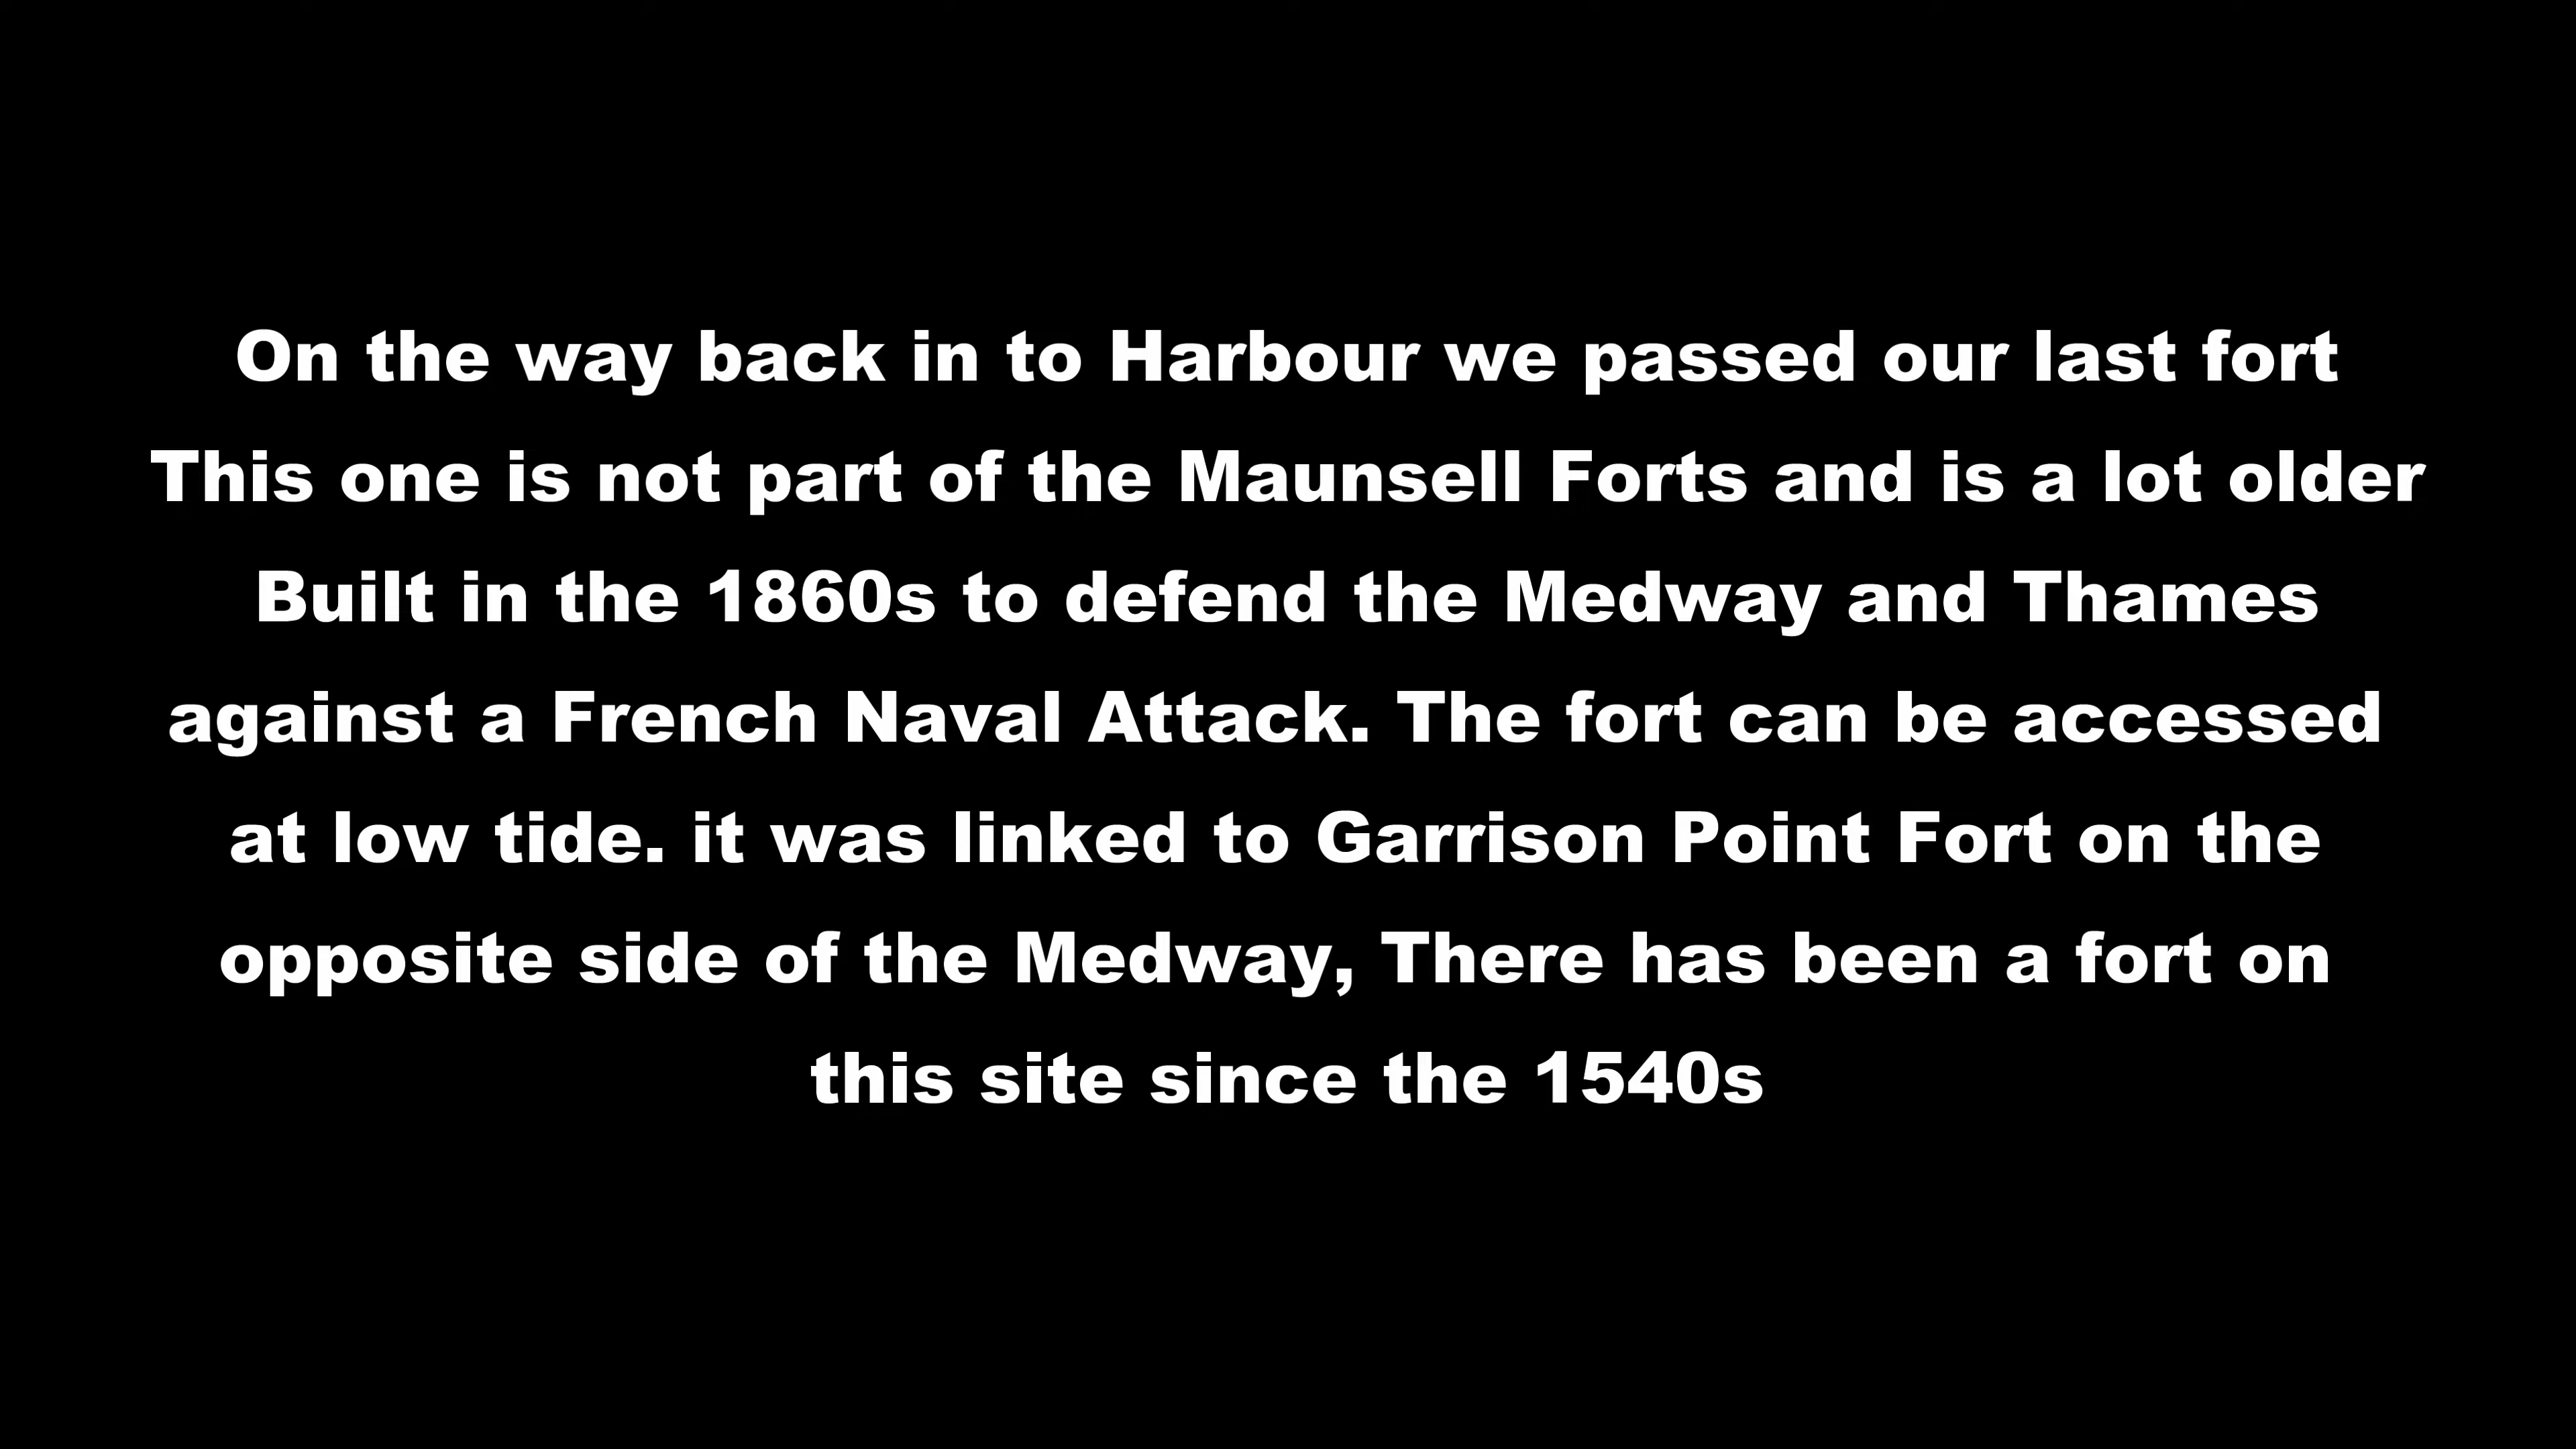 On the way back in to Harbour we passed our last fort
This one is not part of the Maunsell Forts and is a lot older
Built in the 1860s to defend the Medway and Thames
against a French Naval Attack. The fort can be accessed
at low tide. it was linked to Garrison Point Fort on the
opposite side of the Medway, There has been a fort on
this site since the 1540s